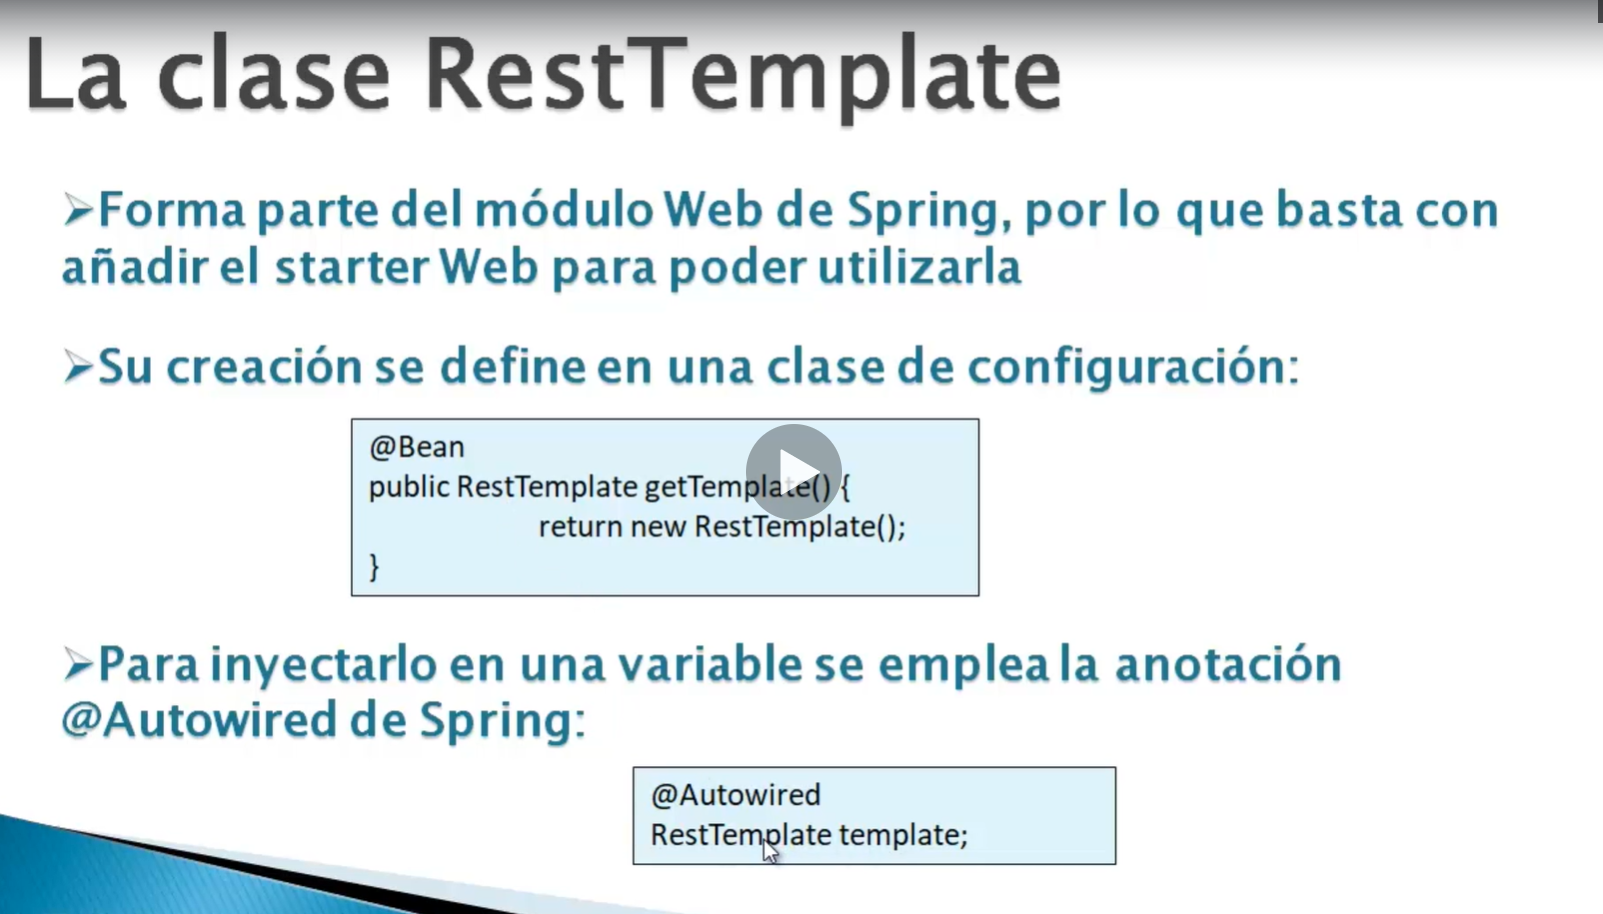 La clase RestTemplate
➢Forma parte del módulo Web de Spring, por lo que basta con
añadir el starter Web para poder utilizarla
➢Su creación se define en una clase de configuración:
@Bean
public RestTemplate getTemplate() {
return new RestTemplate();
}
➢Para inyectarlo en una variable se emplea la anotación
@Autowired de Spring:
@Autowired
RestTemplate template;